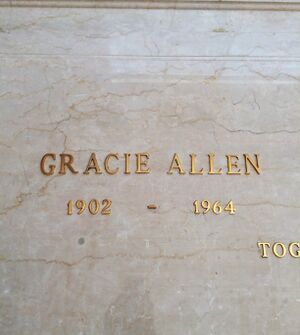 GRACIE ALLEN
1902 - 1964
TOG